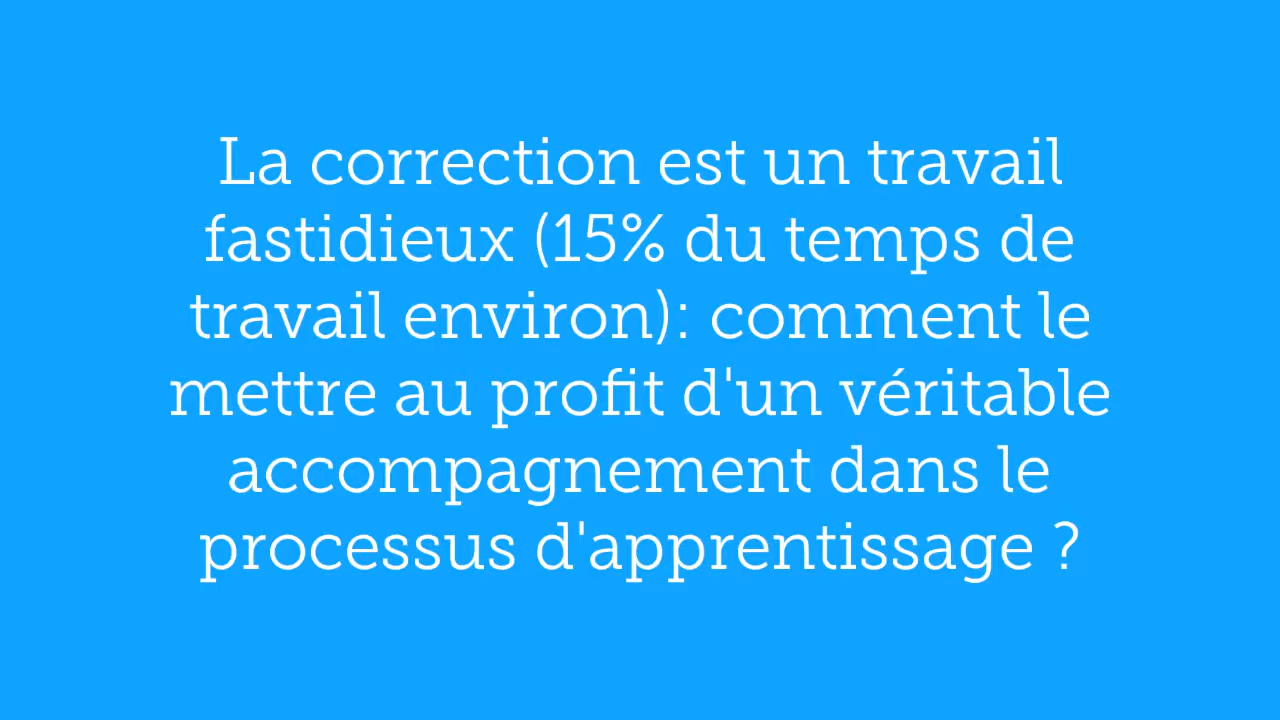 La correction est un travail
fastidieux (15% du temps de
travail environ): comment le
mettre au profit d'un véritable
accompagnement dans le
processus d'apprentissage ?